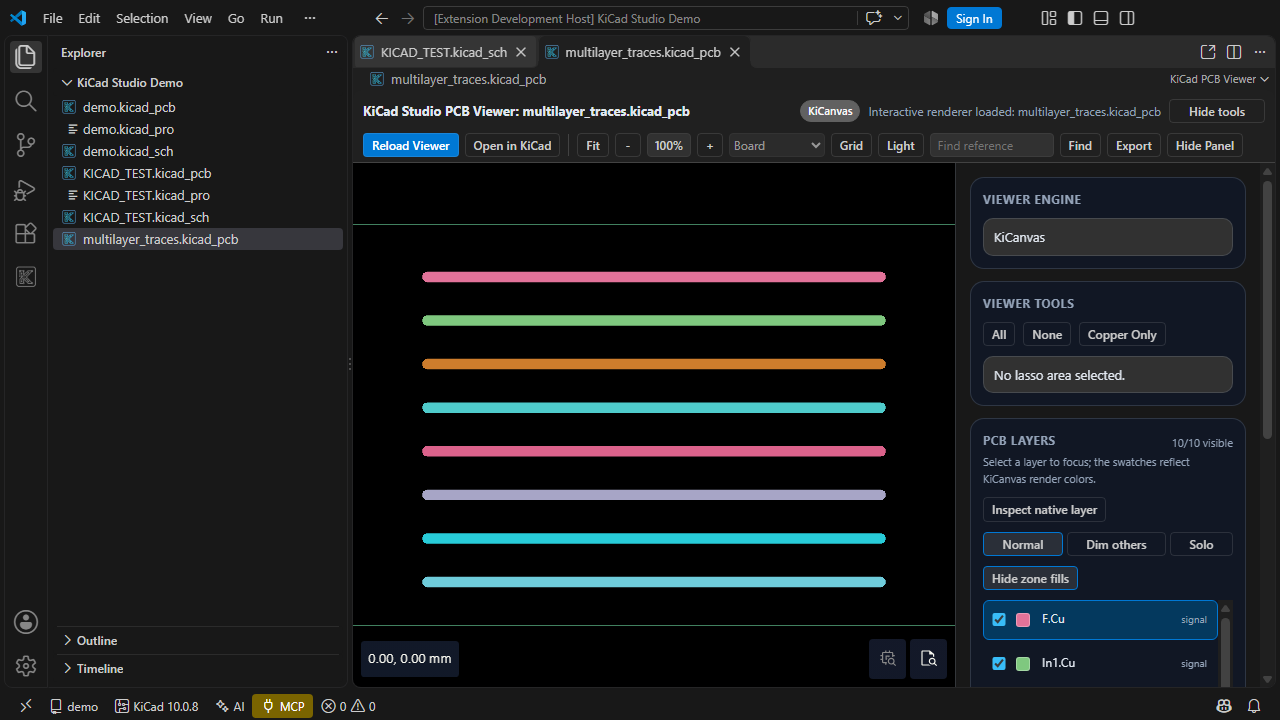 File Edit Selection View Go Run ···
[Extension Development Host] KiCad Studio Demo
Sign In
Explorer
KiCad Studio Demo
demo.kicad_pcb
demo.kicad_pro
demo.kicad_sch
KICAD_TEST.kicad_pcb
KICAD_TEST.kicad_pro
KICAD_TEST.kicad_sch
multilayer_traces.kicad_pcb
Outline
Timeline
KICAD_TEST.kicad_sch
multilayer_traces.kicad_pcb
multilayer_traces.kicad_pcb
KiCad PCB Viewer
KiCad Studio PCB Viewer: multilayer_traces.kicad_pcb
KiCanvas
Interactive renderer loaded: multilayer_traces.kicad_pcb
Hide tools
Reload Viewer Open in KiCad Fit - 100% + Board Grid Light Find reference Find Export Hide Panel
VIEWER ENGINE
KiCanvas
VIEWER TOOLS
All None Copper Only
No lasso area selected.
PCB LAYERS
10/10 visible
Select a layer to focus; the swatches reflect
KiCanvas render colors.
Inspect native layer
Normal Dim others Solo
Hide zone fills
F.Cu signal
In1.Cu signal
0.00, 0.00 mm
demo KiCad 10.0.8 AI MCP 0 0